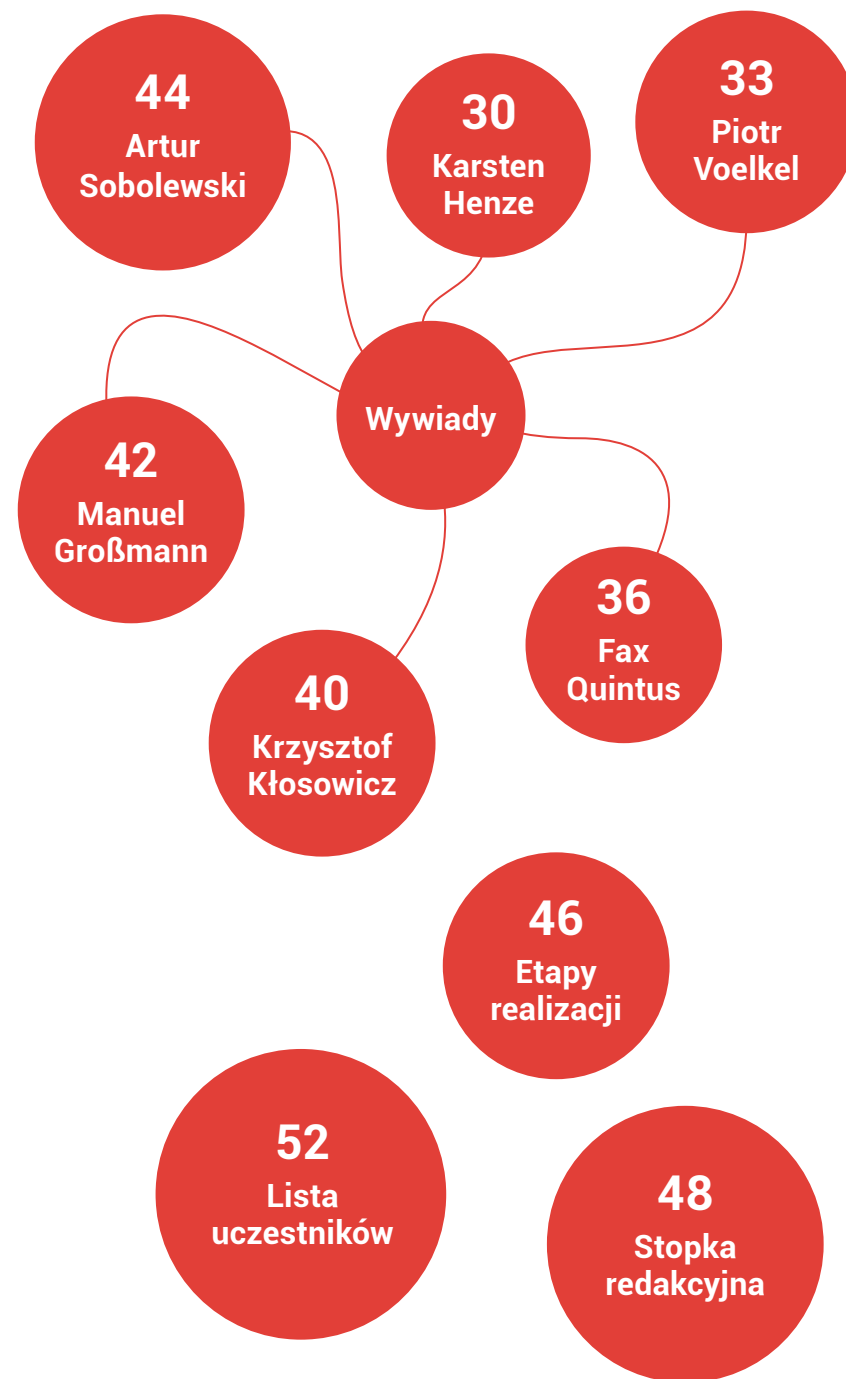 44
Artur
Sobolewski
30
Karsten
Henze
33
Piotr
Voelkel
Wywiady
42
Manuel
Großmann
36
Fax
Quintus
40
Krzysztof
Kłosowicz
46
Etapy
realizacji
52
Lista
uczestników
48
Stopka
redakcyjna